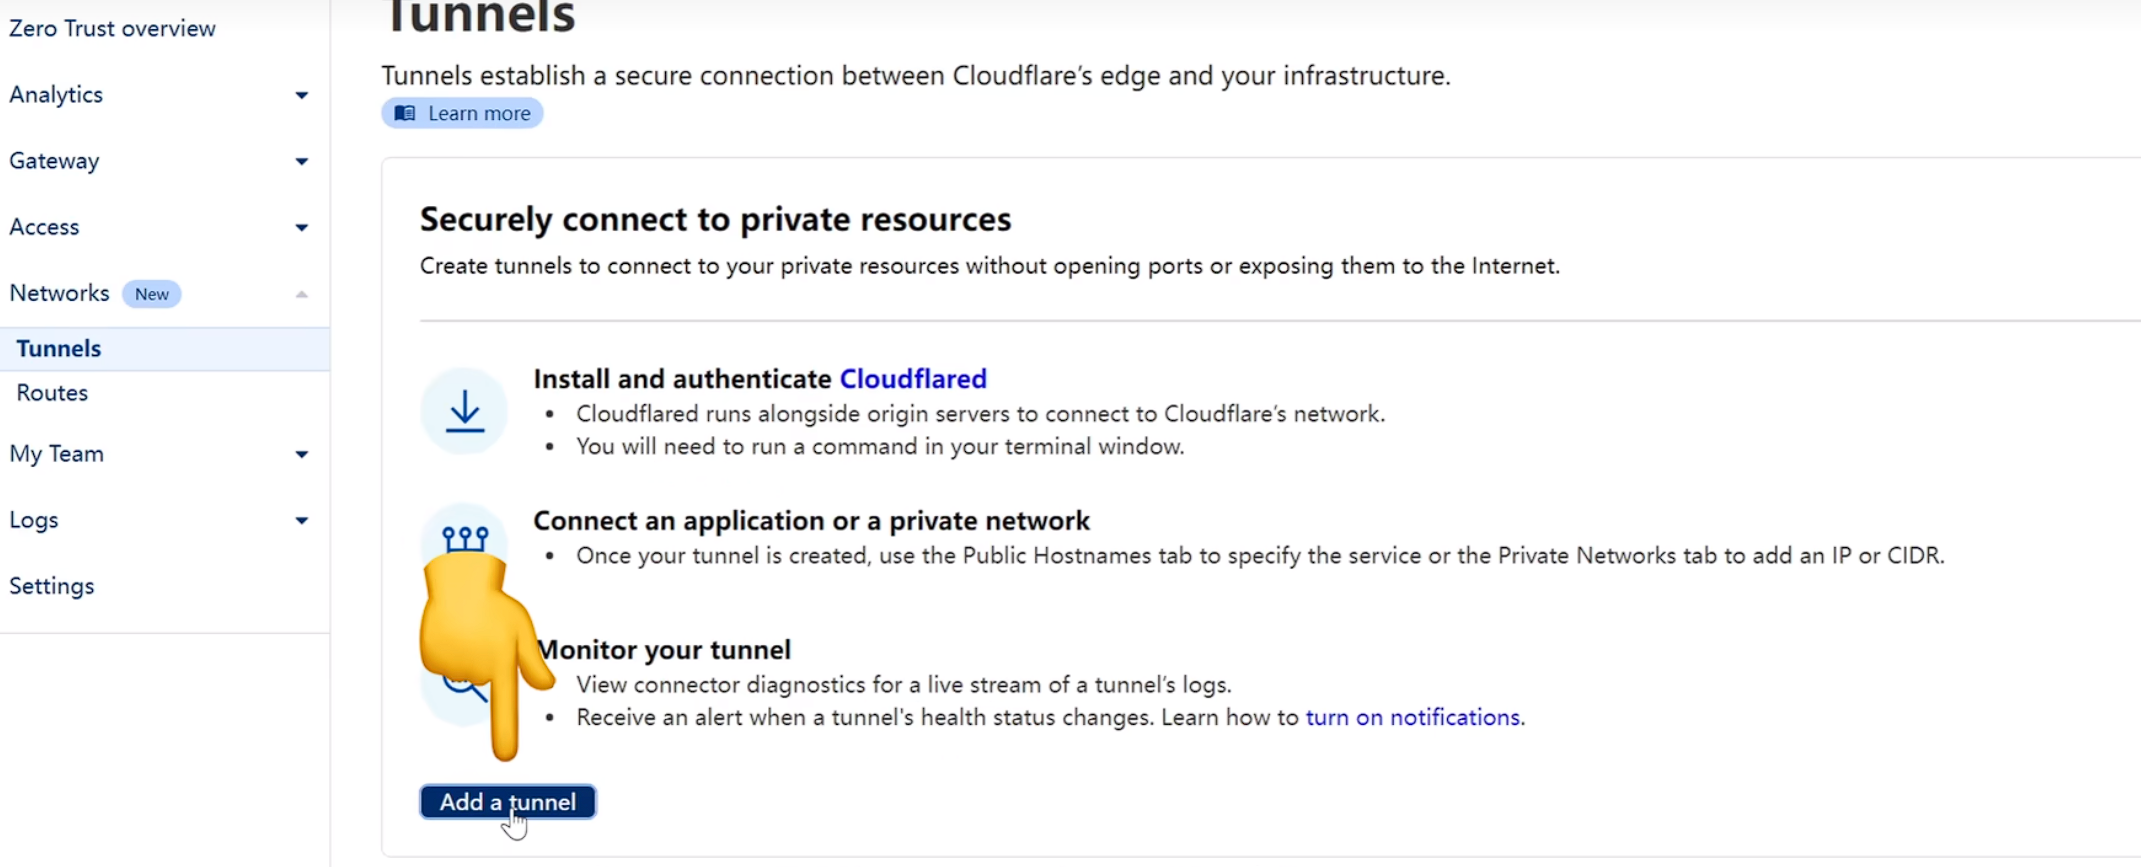 Tunnels
Zero Trust overview
Analytics
Gateway
Access
Networks New
Tunnels
Routes
My Team
Logs
Settings
Tunnels establish a secure connection between Cloudflare's edge and your infrastructure.
Learn more
Securely connect to private resources
Create tunnels to connect to your private resources without opening ports or exposing them to the Internet.
Install and authenticate Cloudflared
• Cloudflared runs alongside origin servers to connect to Cloudflare's network.
• You will need to run a command in your terminal window.
Connect an application or a private network
• Once your tunnel is created, use the Public Hostnames tab to specify the service or the Private Networks tab to add an IP or CIDR.
Monitor your tunnel
View connector diagnostics for a live stream of a tunnel's logs.
• Receive an alert when a tunnel's health status changes. Learn how to turn on notifications.
Add a tunnel